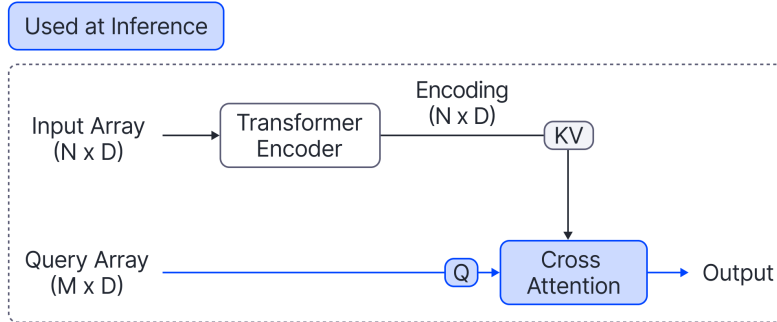 Used at Inference
Input Array
(N x D)
Transformer
Encoder
Encoding
(N x D)
KV
Query Array
(M x D)
Q
Cross
Attention
Output